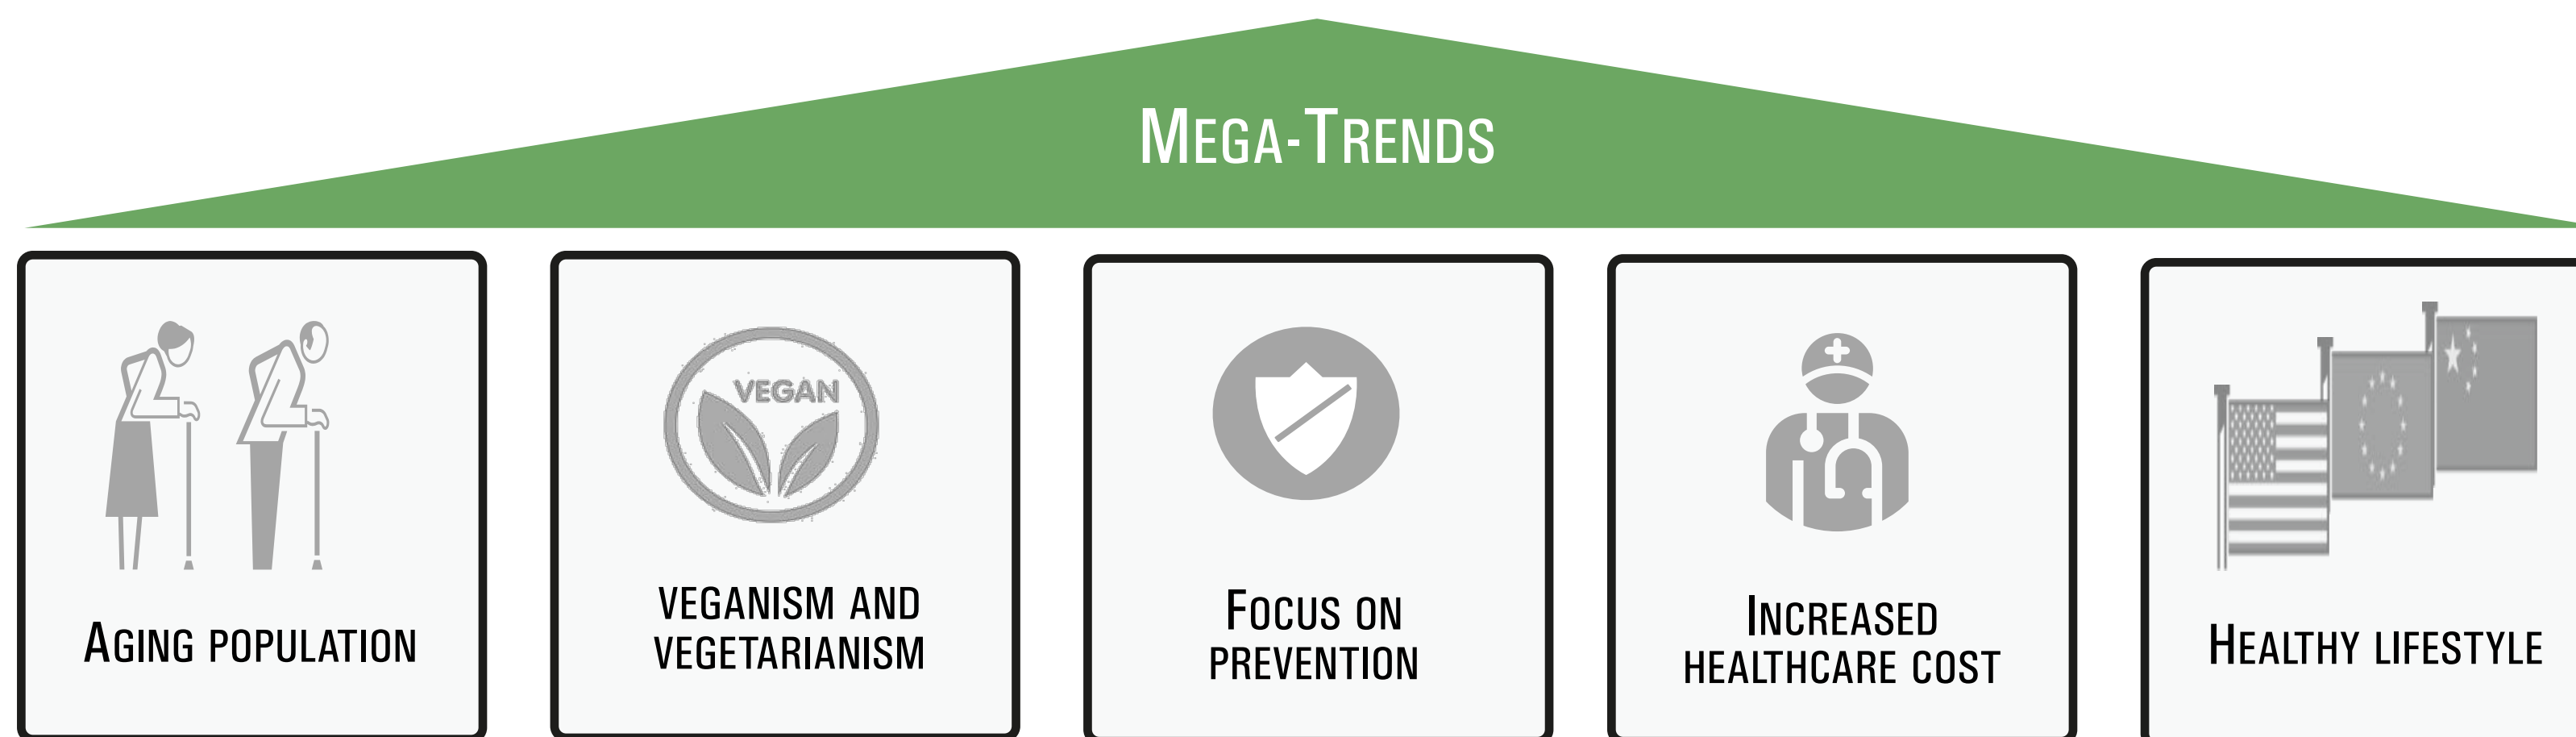 MEGA-TRENDS
VEGAN
AGING POPULATION
VEGANISM AND
VEGETARIANISM
FOCUS ON
PREVENTION
INCREASED
HEALTHCARE COST
HEALTHY LIFESTYLE